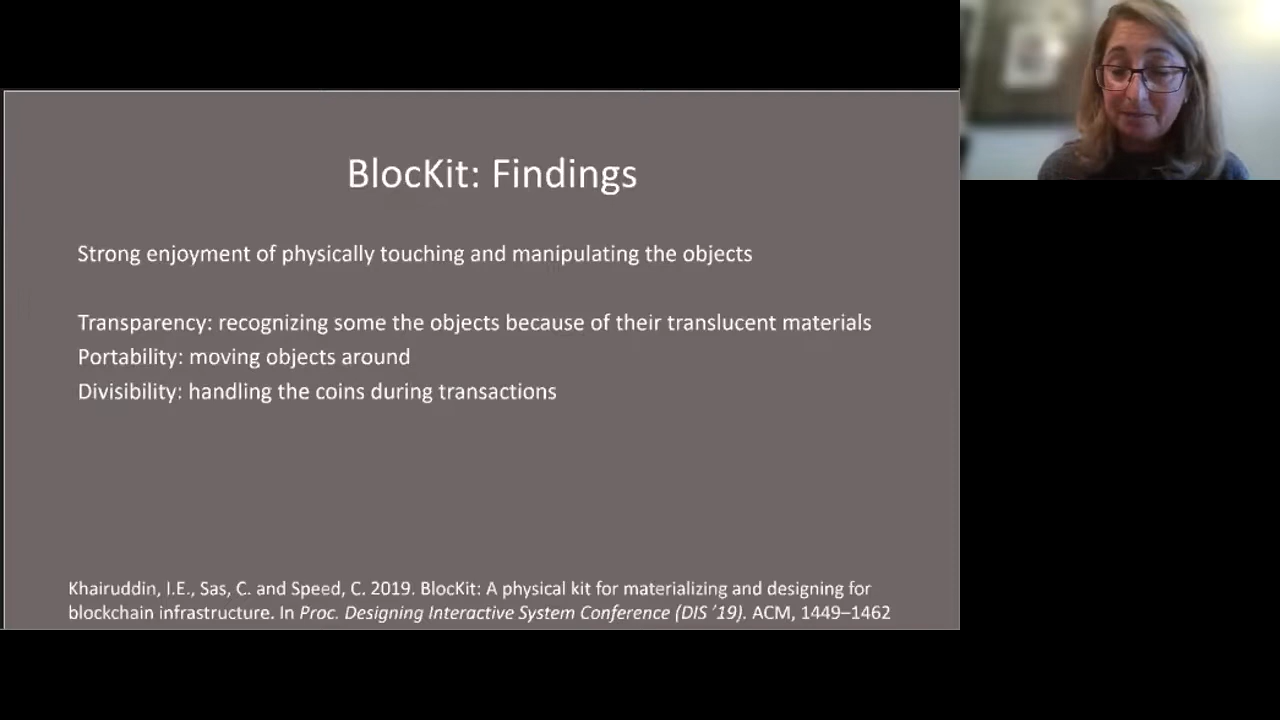 BlocKit: Findings
Strong enjoyment of physically touching and manipulating the objects
Transparency: recognizing some the objects because of their translucent materials
Portability: moving objects around
Divisibility: handling the coins during transactions
Khairuddin, I.E., Sas, C. and Speed, C. 2019. BlocKit: A physical kit for materializing and designing for
blockchain infrastructure. In Proc. Designing Interactive System Conference (DIS ’19). ACM, 1449–1462